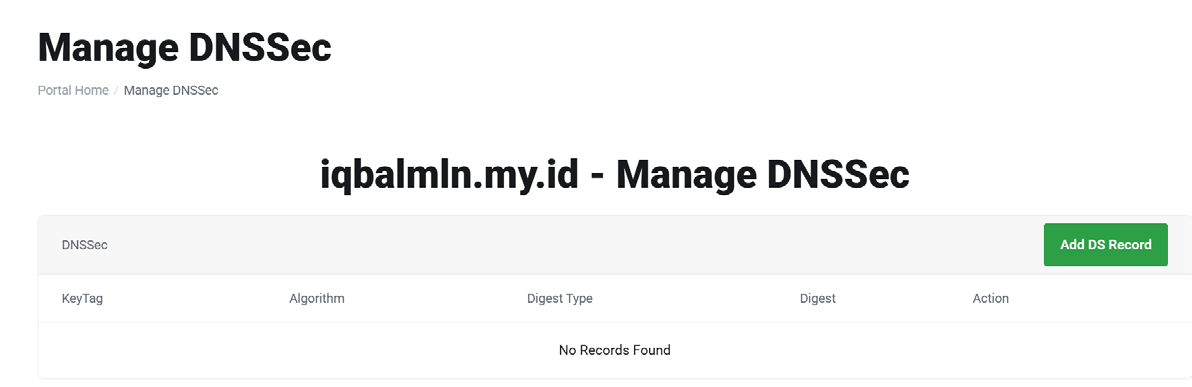 Manage DNSSec
Portal Home / Manage DNSSec
iqbalmln.my.id - Manage DNSSec
DNSSec Add DS Record
KeyTag Algorithm Digest Type Digest Action
No Records Found